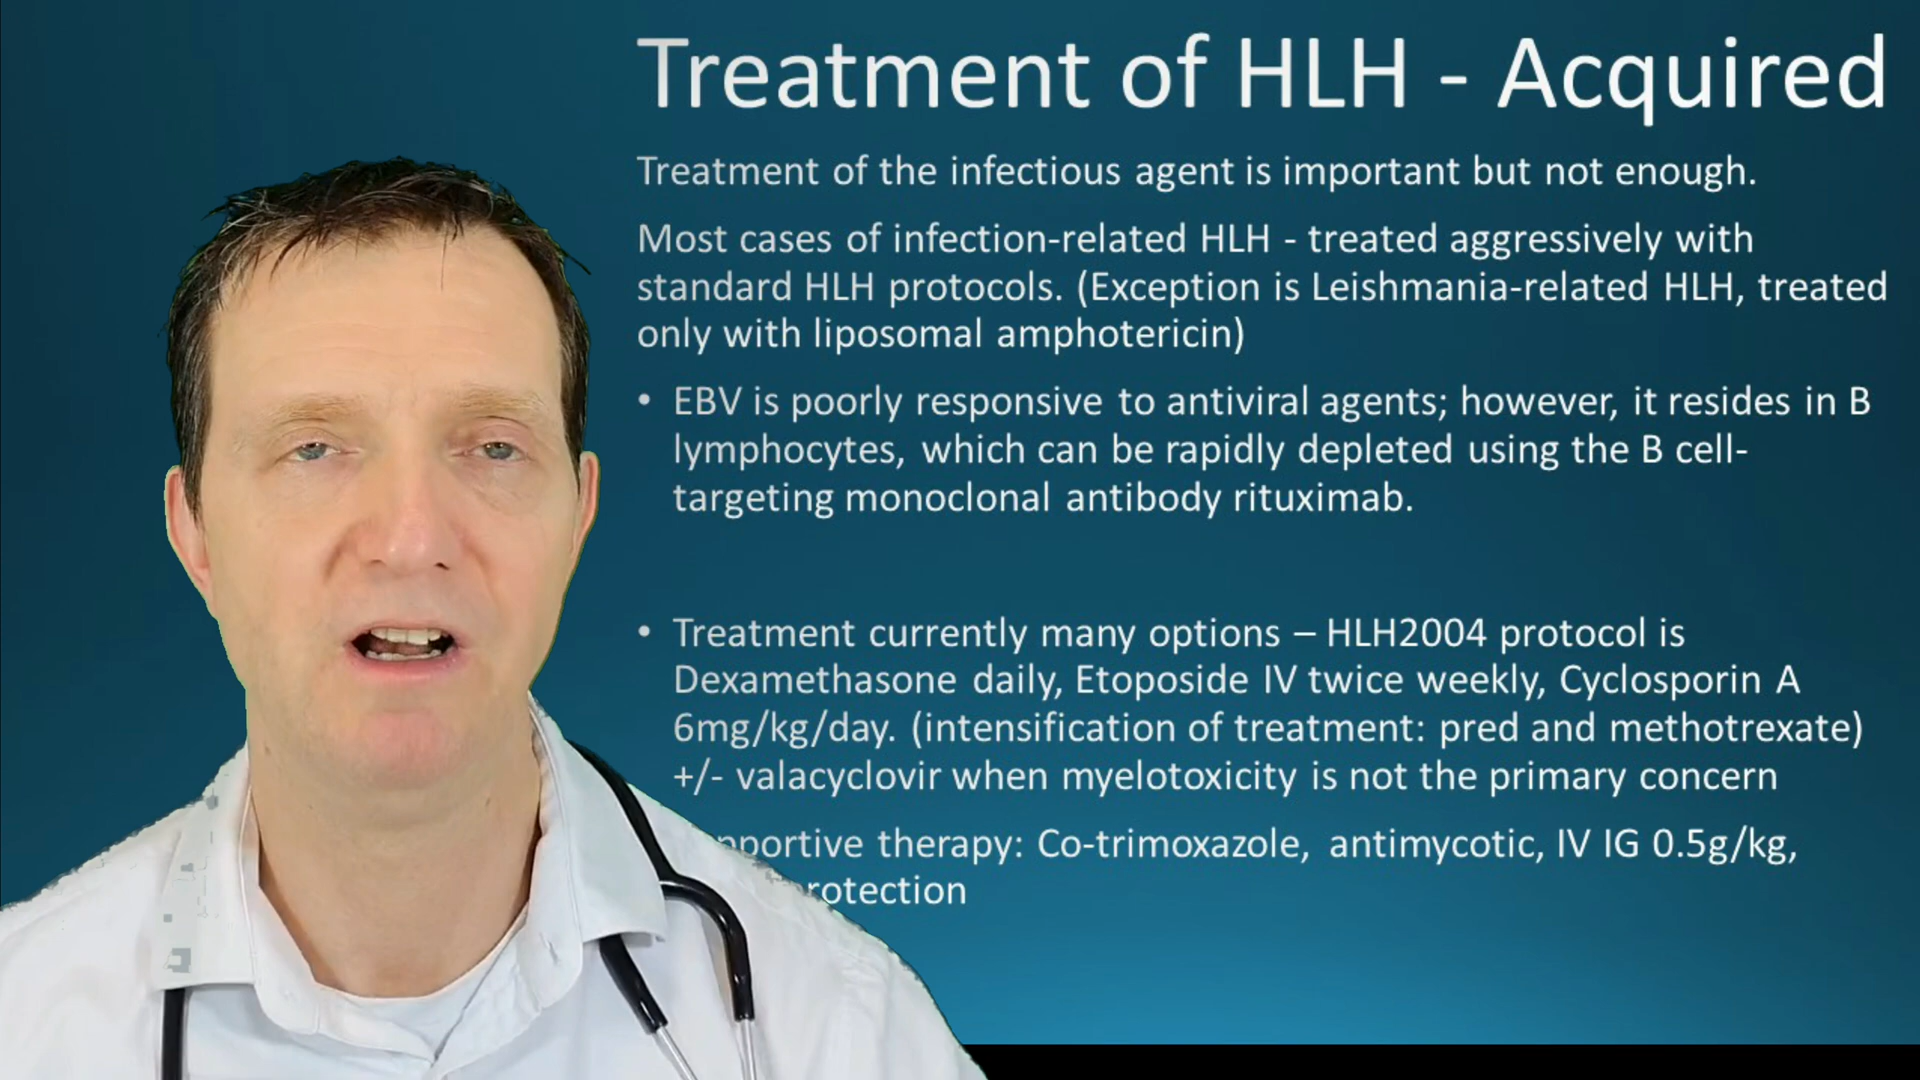 Treatment of HLH - Acquired
Treatment of the infectious agent is important but not enough.
Most cases of infection-related HLH - treated aggressively with
standard HLH protocols. (Exception is Leishmania-related HLH, treated
only with liposomal amphotericin)
• EBV is poorly responsive to antiviral agents; however, it resides in B
lymphocytes, which can be rapidly depleted using the B cell-
targeting monoclonal antibody rituximab.
• Treatment currently many options – HLH2004 protocol is
Dexamethasone daily, Etoposide IV twice weekly, Cyclosporin A
6mg/kg/day. (intensification of treatment: pred and methotrexate)
+/- valacyclovir when myelotoxicity is not the primary concern
therapy: Co-trimoxazole, antimycotic, IV IG 0.5g/kg,